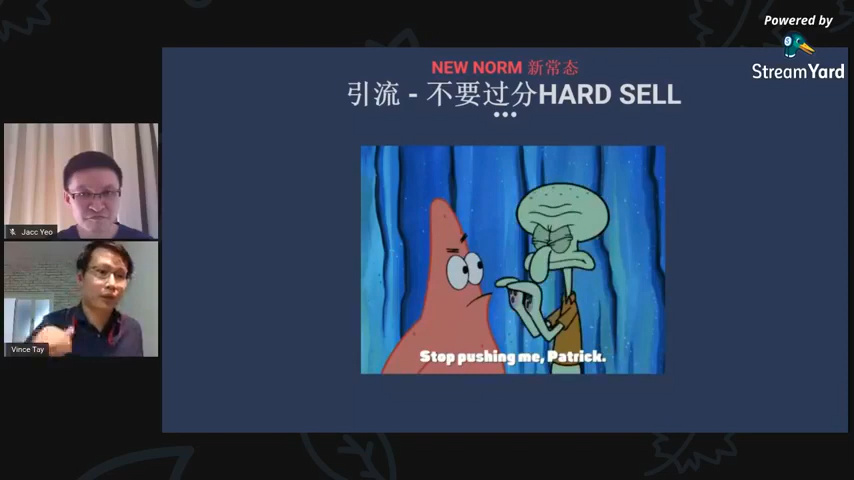 Powered by
StreamYard
NEW NORM 新常态
引流 - 不要过分HARD SELL
Jacc Yeo
Vince Tay
Stop pushing me, Patrick.